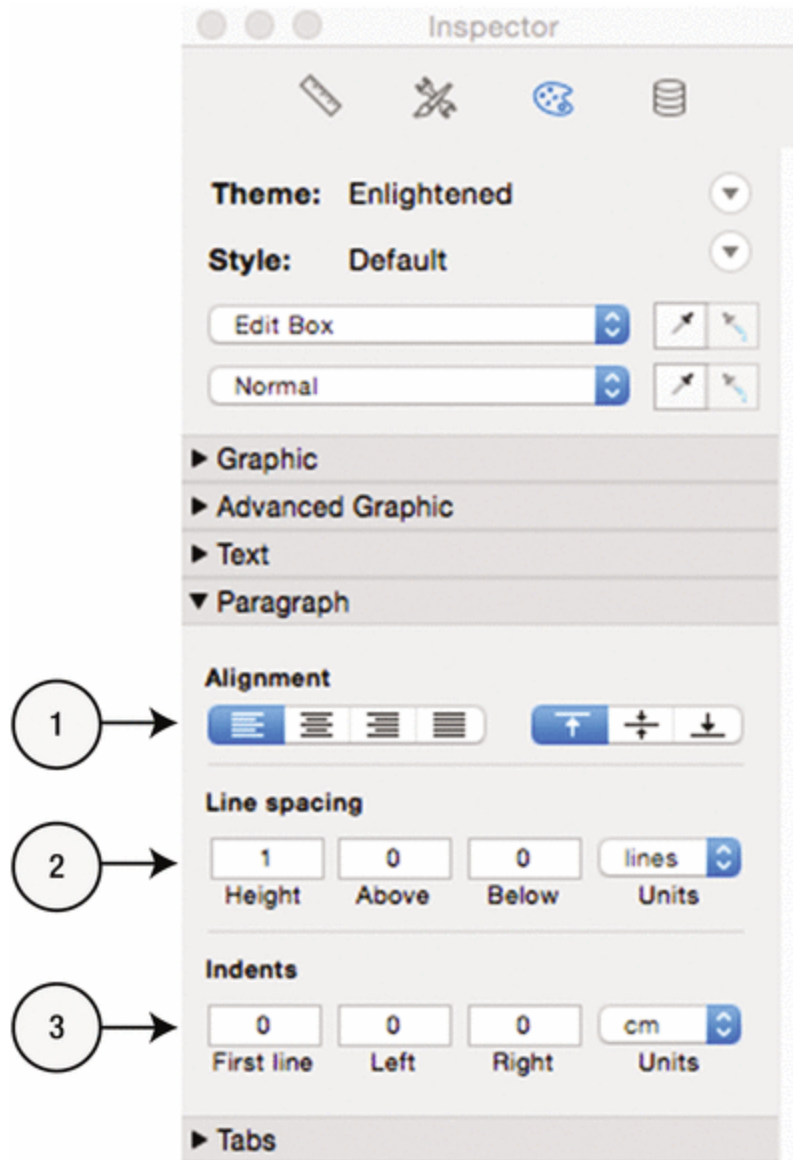 Inspector
Theme: Enlightened
Style: Default
Edit Box
Normal
Graphic
Advanced Graphic
Text
Paragraph
Alignment
1
Line spacing
2
1 0 0 lines
Height Above Below Units
Indents
3
0 0 0 cm
First line Left Right Units
Tabs